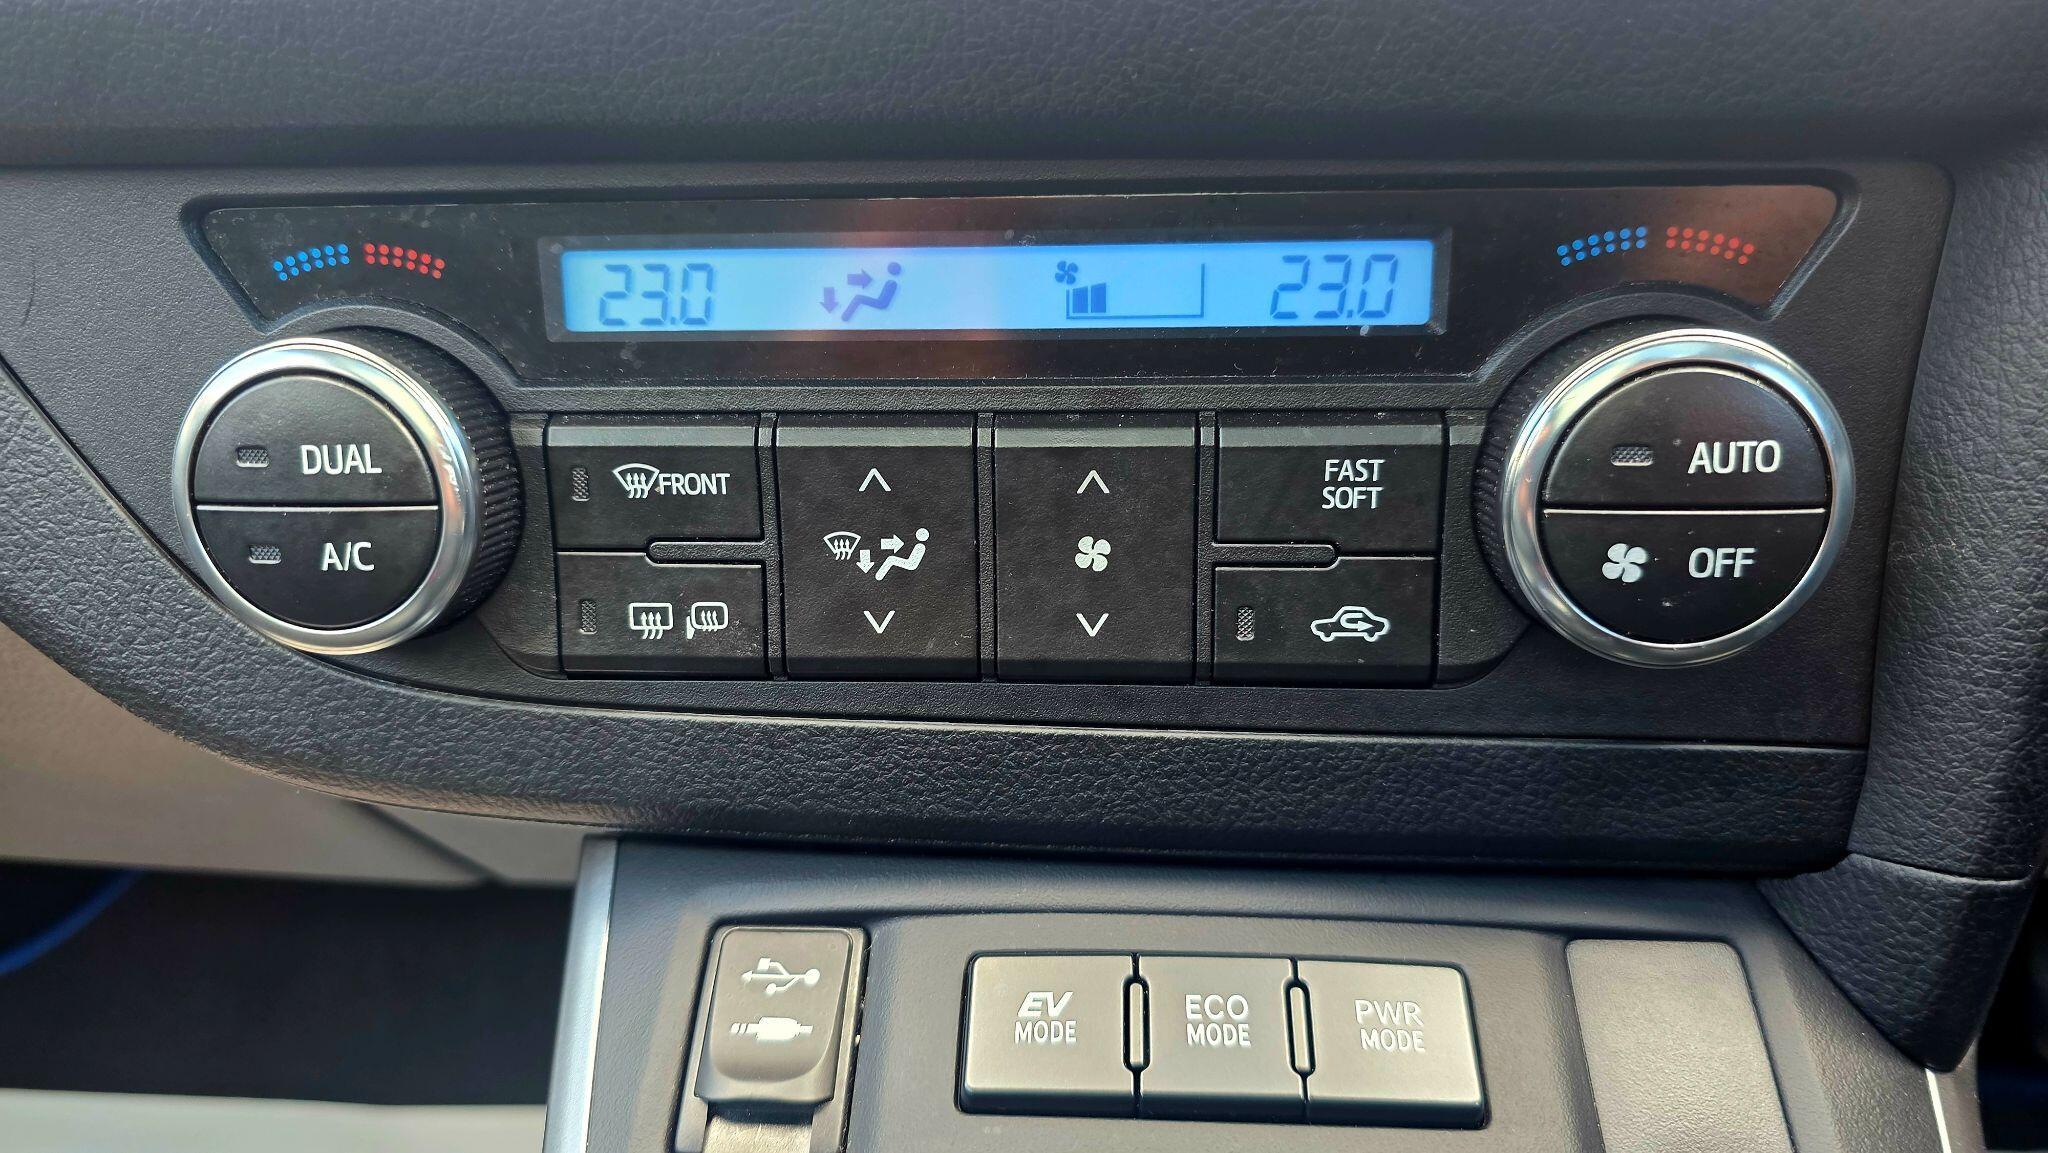 23.0 23.0
DUAL
A/C
FRONT
FAST
SOFT
AUTO
OFF
EV
MODE
ECO
MODE
PWR
MODE